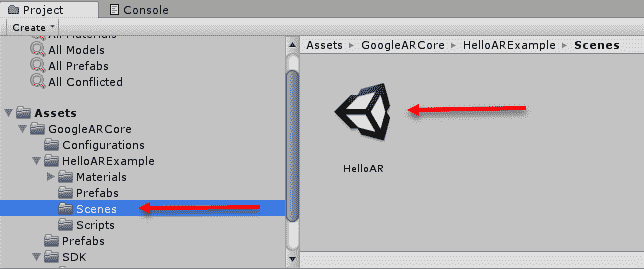 Project
Console
Create
All Materials
All Models
All Prefabs
All Conflicted
Assets
GoogleARCore
Configurations
HelloARExample
Materials
Prefabs
Scenes
Scripts
Prefabs
SDK
Assets GoogleARCore HelloARExample Scenes
HelloAR